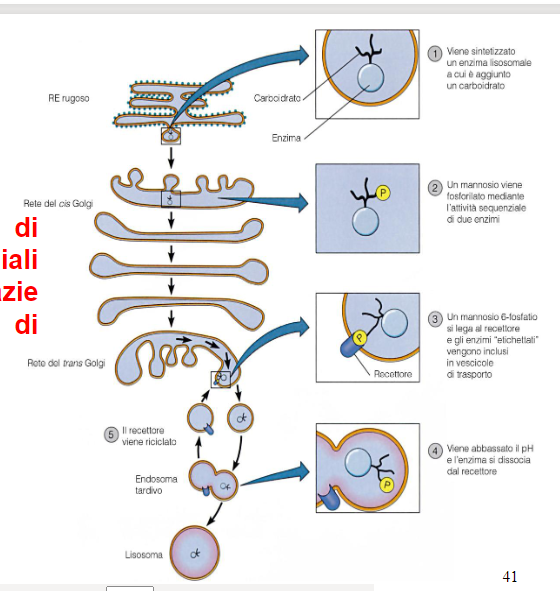 RE rugoso
Carboidrato
Enzima
1 Viene sintetizzato
un enzima lisosomale
a cui è aggiunto
un carboidrato
Rete del cis Golgi
P
2 Un mannosio viene
fosforilato mediante
l'attività sequenziale
di due enzimi
di
iali
azie
di
Rete del trans Golgi
P
Recettore
3 Un mannosio 6-fosfatio
si lega al recettore
e gli enzimi "etichettati"
vengono inclusi
in vescicole
di trasporto
5 Il recettore
viene riciclato
Endosoma
tardivo
P
4 Viene abbassato il pH
e l'enzima si dissocia
dal recettore
Lisosoma
41